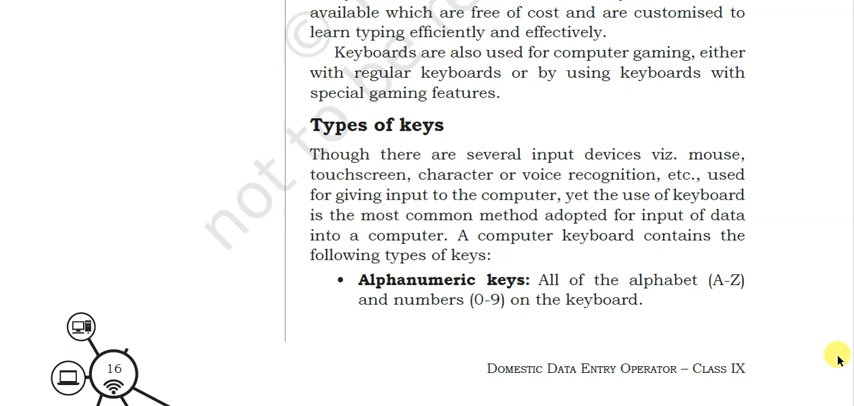 available which are free of cost and are customised to
learn typing efficiently and effectively.
Keyboards are also used for computer gaming, either
with regular keyboards or by using keyboards with
special gaming features.
Types of keys
Though there are several input devices viz. mouse,
touchscreen, character or voice recognition, etc., used
for giving input to the computer, yet the use of keyboard
is the most common method adopted for input of data
into a computer. A computer keyboard contains the
following types of keys:
• Alphanumeric keys: All of the alphabet (A-Z)
and numbers (0-9) on the keyboard.
16
Domestic Data Entry Operator – Class IX
not to be re
©